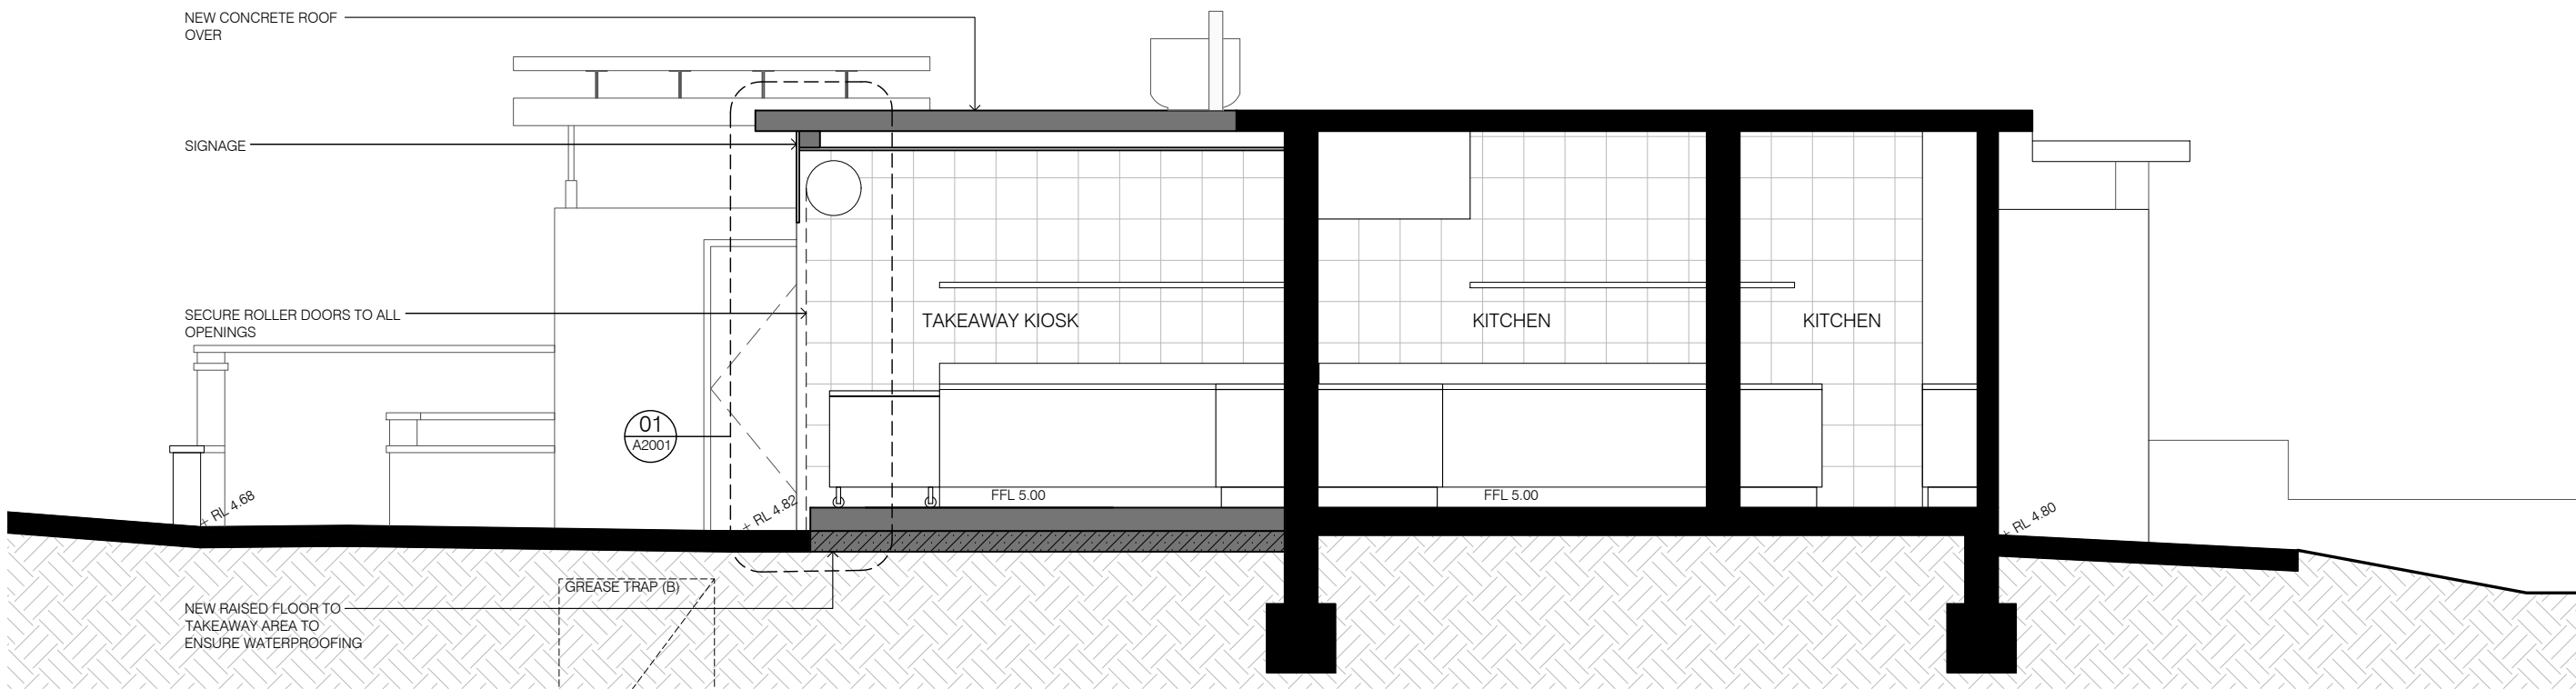 NEW CONCRETE ROOF
OVER
SIGNAGE
SECURE ROLLER DOORS TO ALL
OPENINGS
TAKEAWAY KIOSK
KITCHEN
KITCHEN
01
A2001
FFL 5.00
FFL 5.00
+ RL 4.68
+ RL 4.82
+ RL 4.80
GREASE TRAP (B)
NEW RAISED FLOOR TO
TAKEAWAY AREA TO
ENSURE WATERPROOFING